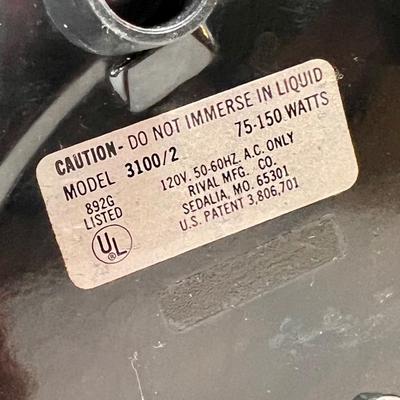 CAUTION- DO NOT IMMERSE IN LIQUID
MODEL 3100/2 75-150 WATTS
892G
LISTED
UL
®
120V. 50-60HZ. A.C. ONLY
RIVAL MFG. CO.
SEDALIA, MO. 65301
U.S. PATENT 3.806.701